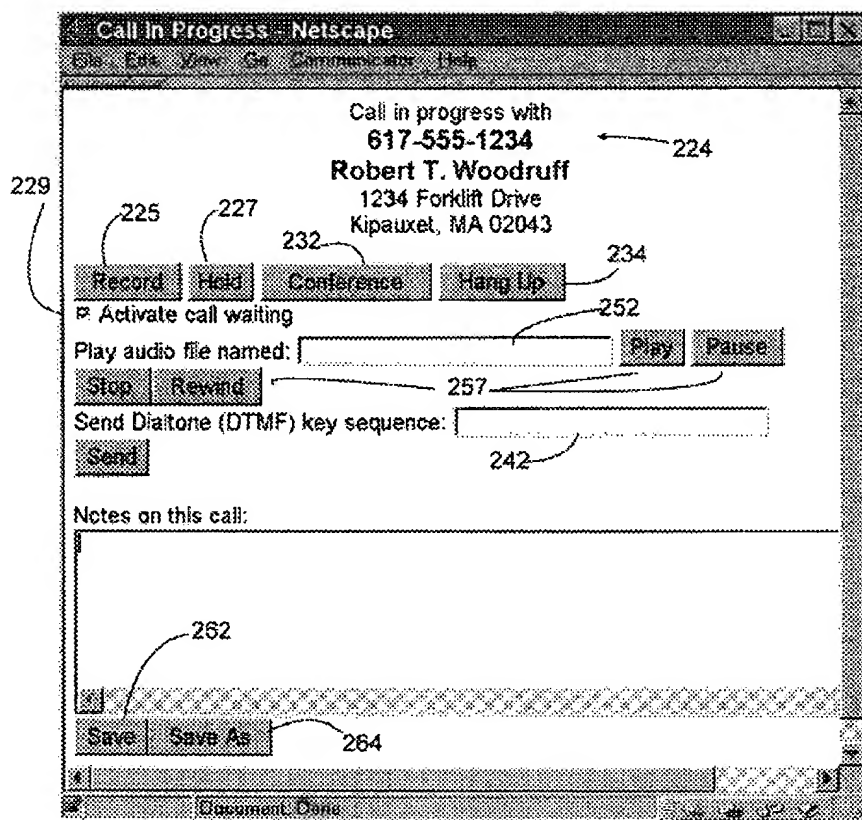 Call In Progress - Netscape
File Edit View Go Communicator Help
Call in progress with
617-555-1234
224
Robert T. Woodruff
229
1234 Forklift Drive
225
227
Kipauxet, MA 02043
232
234
Record Hold Conference Hang Up
Activate call waiting
252
Play audio file named: Play Pause
Stop Rewind
257
Send Dialtone (DTMF) key sequence:
Send
242
Notes on this call:
262
Save Save As
264
Document: Done